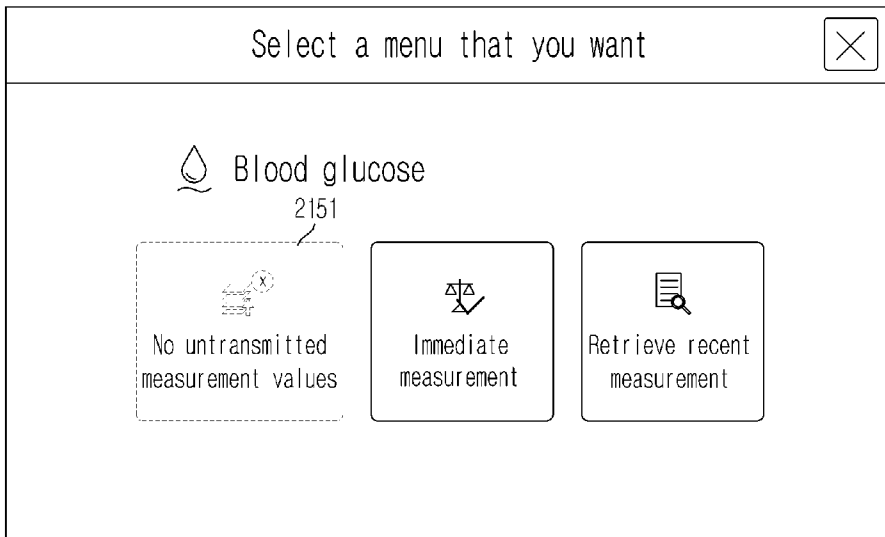 Select a menu that you want
Blood glucose
2151
No untransmitted
measurement values
Immediate
measurement
Retrieve recent
measurement